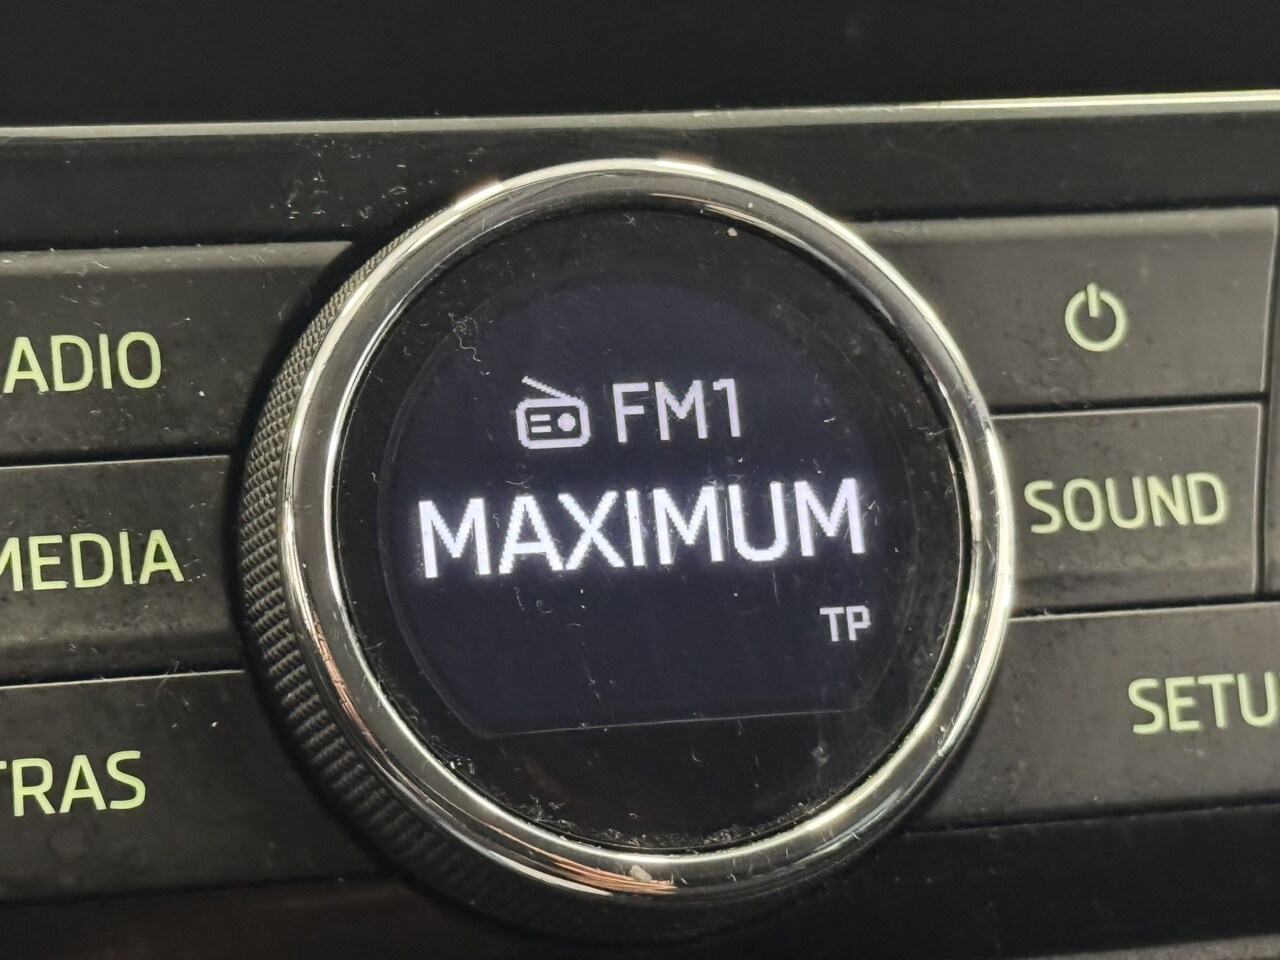 ADIO
MEDIA
TRAS
FM1
MAXIMUM
TP
SOUND
SETU